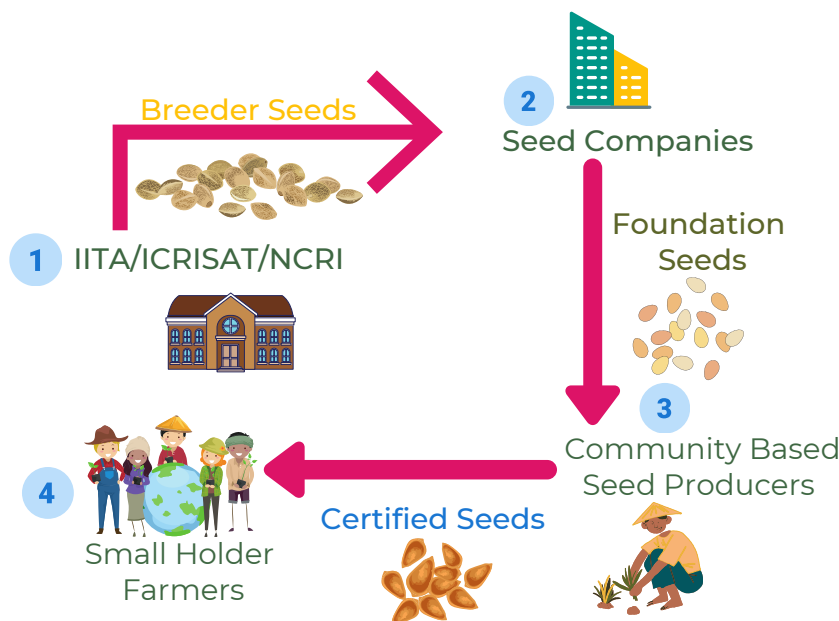 Breeder Seeds
2
Seed Companies
1
IITA/ICRISAT/NCRI
Foundation
Seeds
3
Community Based
Seed Producers
4
Certified Seeds
Small Holder
Farmers